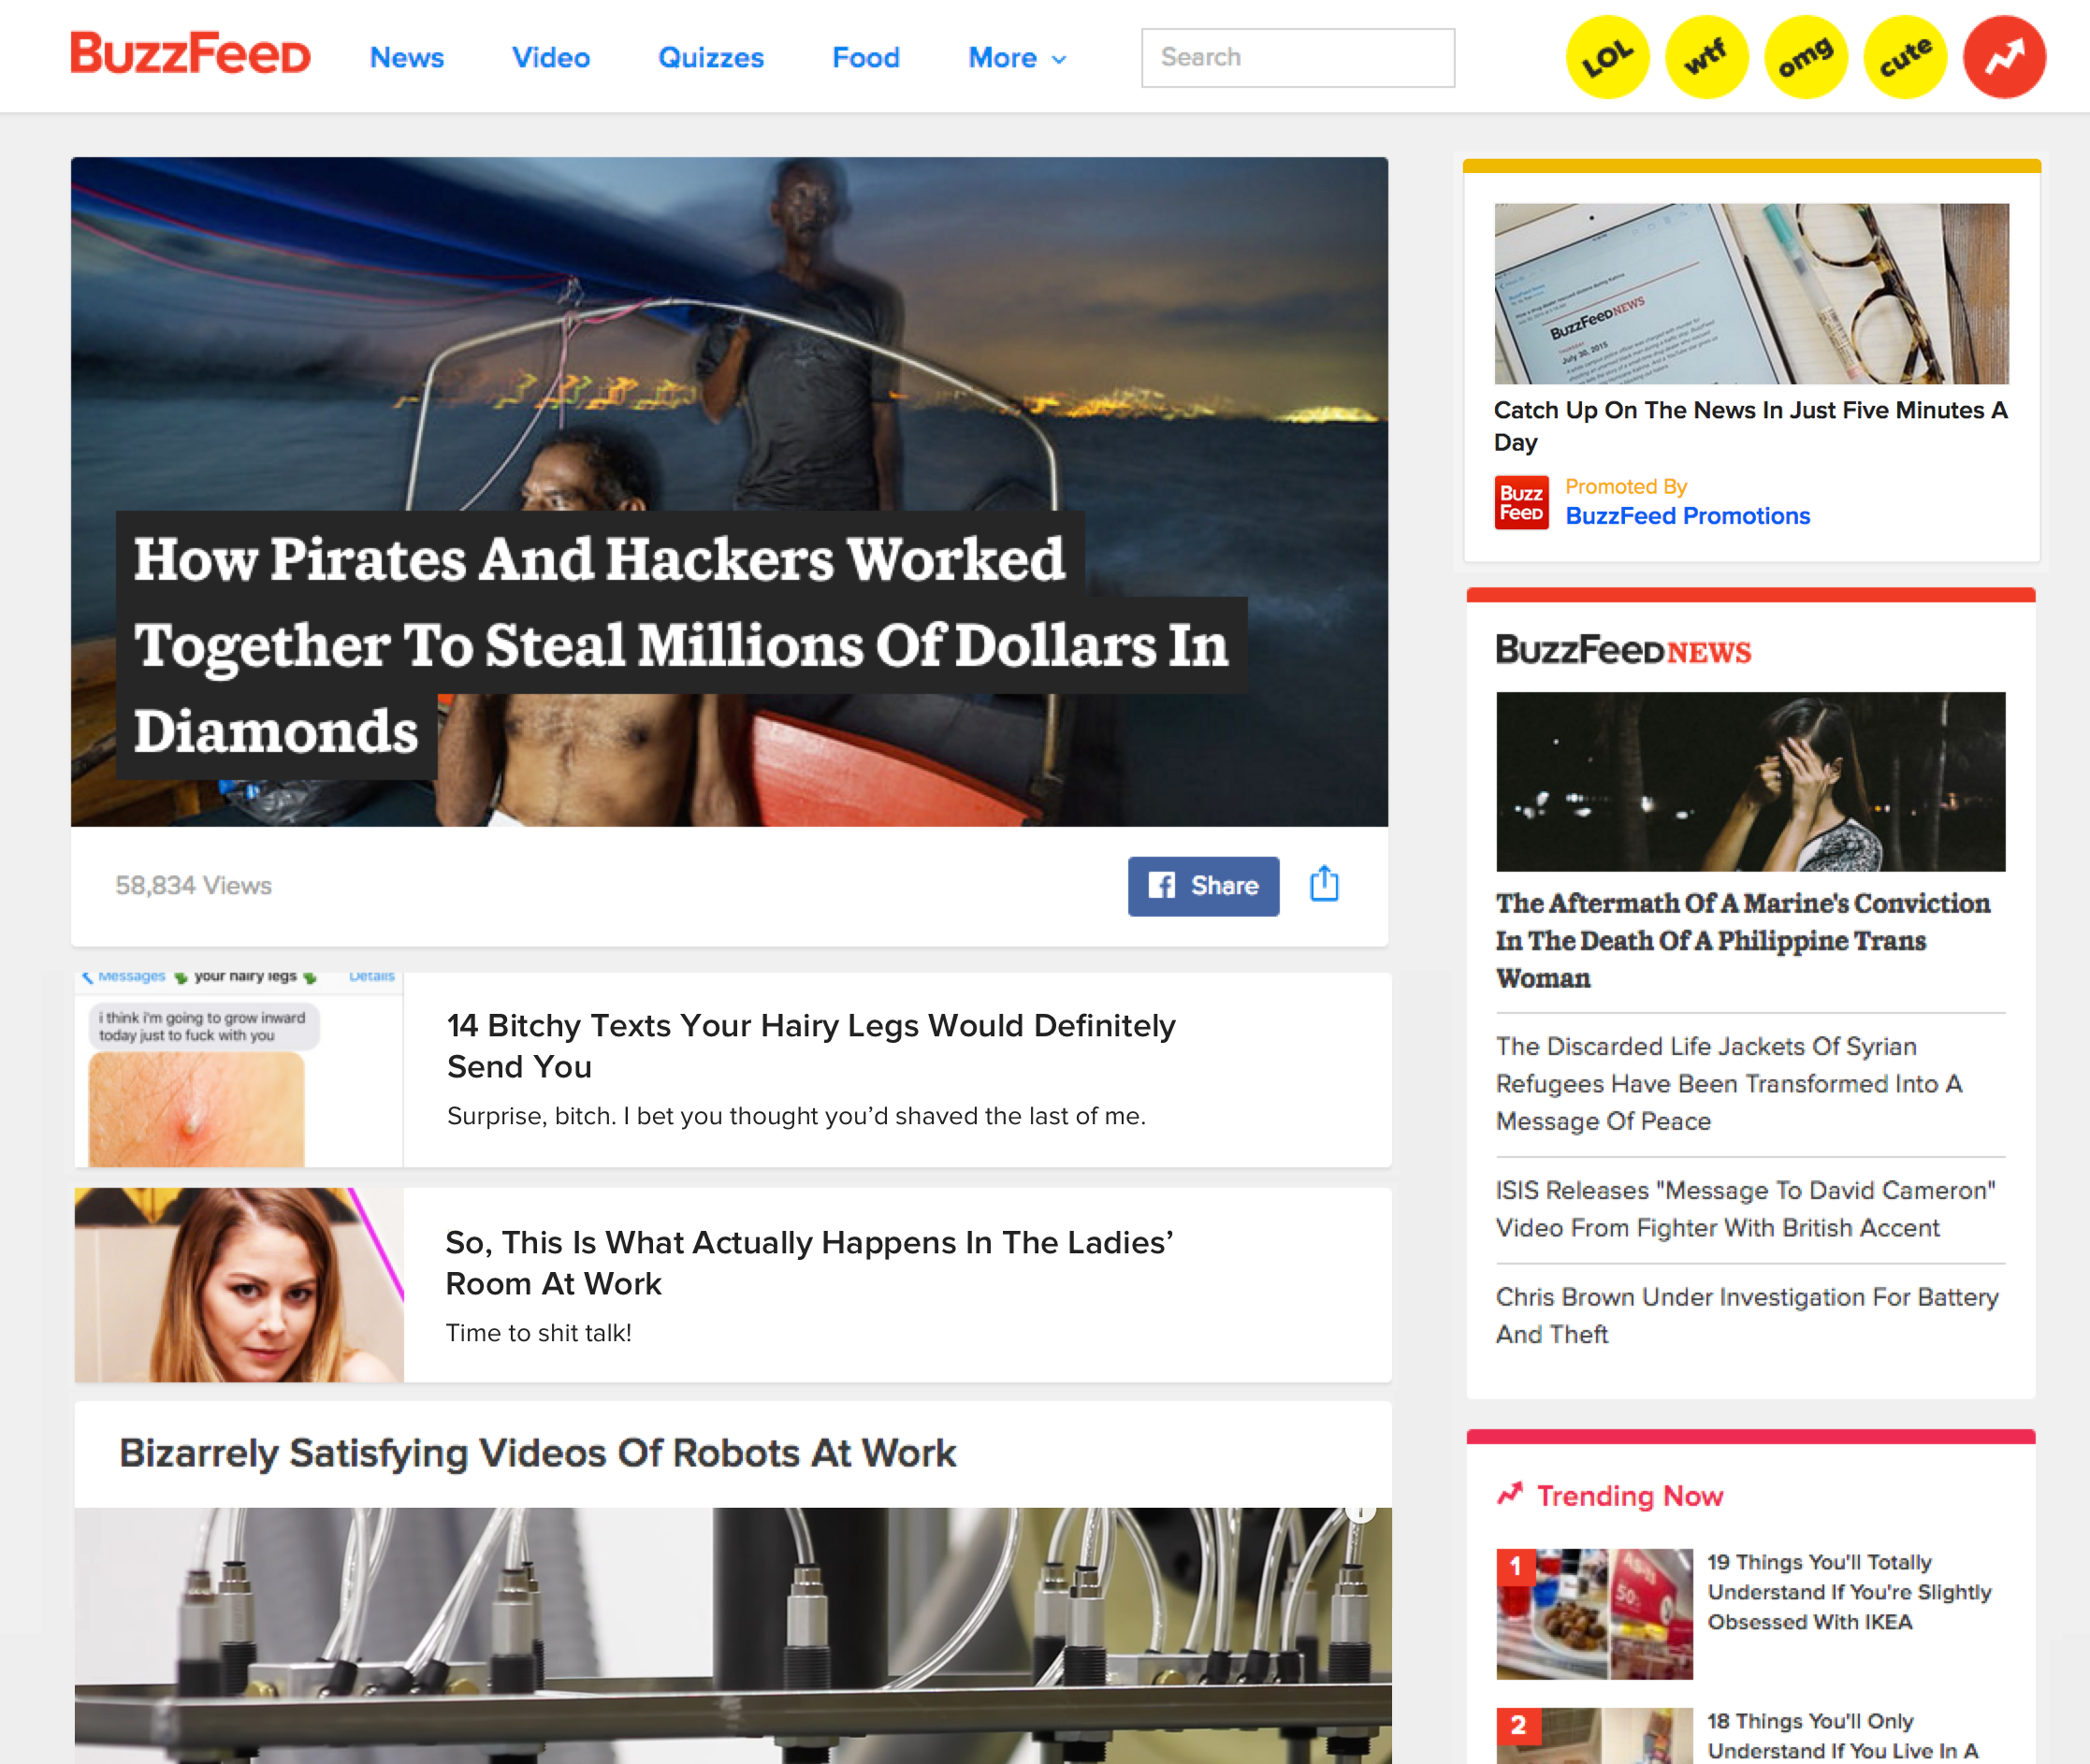 BuzzFeeD
News
Video
Quizzes
Food
More
Search
LOL
wtf
omg
cute
How Pirates And Hackers Worked
Together To Steal Millions Of Dollars In
Diamonds
58,834 Views
Share
Messages
your hairy legs
Details
i think i'm going to grow inward
today just to fuck with you
14 Bitchy Texts Your Hairy Legs Would Definitely
Send You
Surprise, bitch. I bet you thought you’d shaved the last of me.
So, This Is What Actually Happens In The Ladies’
Room At Work
Time to shit talk!
Bizarrely Satisfying Videos Of Robots At Work
BuzzFeeD NEWS
July 30, 2015
Catch Up On The News In Just Five Minutes A
Day
Buzz
FeeD
Promoted By
BuzzFeed Promotions
BuzzFeeD NEWS
The Aftermath Of A Marine's Conviction
In The Death Of A Philippine Trans
Woman
The Discarded Life Jackets Of Syrian
Refugees Have Been Transformed Into A
Message Of Peace
ISIS Releases "Message To David Cameron"
Video From Fighter With British Accent
Chris Brown Under Investigation For Battery
And Theft
Trending Now
1
50
19 Things You'll Totally
Understand If You're Slightly
Obsessed With IKEA
2
18 Things You'll Only
Understand If You Live In A